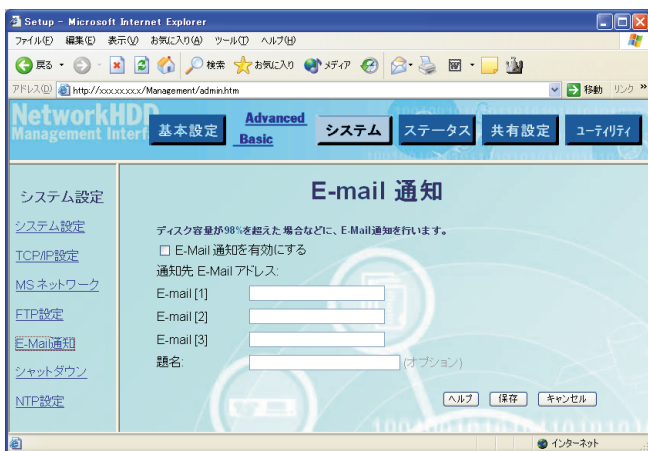 Setup - Microsoft Internet Explorer
ファイル(F) 編集(E) 表示(V) お気に入り(A) ツール(T) ヘルプ(H)
戻る 検索 お気に入り メディア
アドレス(D) http://xxx.xxx.xxx/Management/admin.htm 移動 リンク »
NetworkHDD
Management Interf
基本設定 Advanced Basic システム ステータス 共有設定 ユーティリティ
システム設定
システム設定
TCP/IP設定
MSネットワーク
FTP設定
E-Mail通知
シャットダウン
NTP設定
E-mail 通知
ディスク容量が98%を超えた場合などに、E-Mail通知を行います。
E-Mail 通知を有効にする
通知先 E-Mail アドレス:
E-mail [1]
E-mail [2]
E-mail [3]
題名: (オプション)
ヘルプ 保存 キャンセル
インターネット